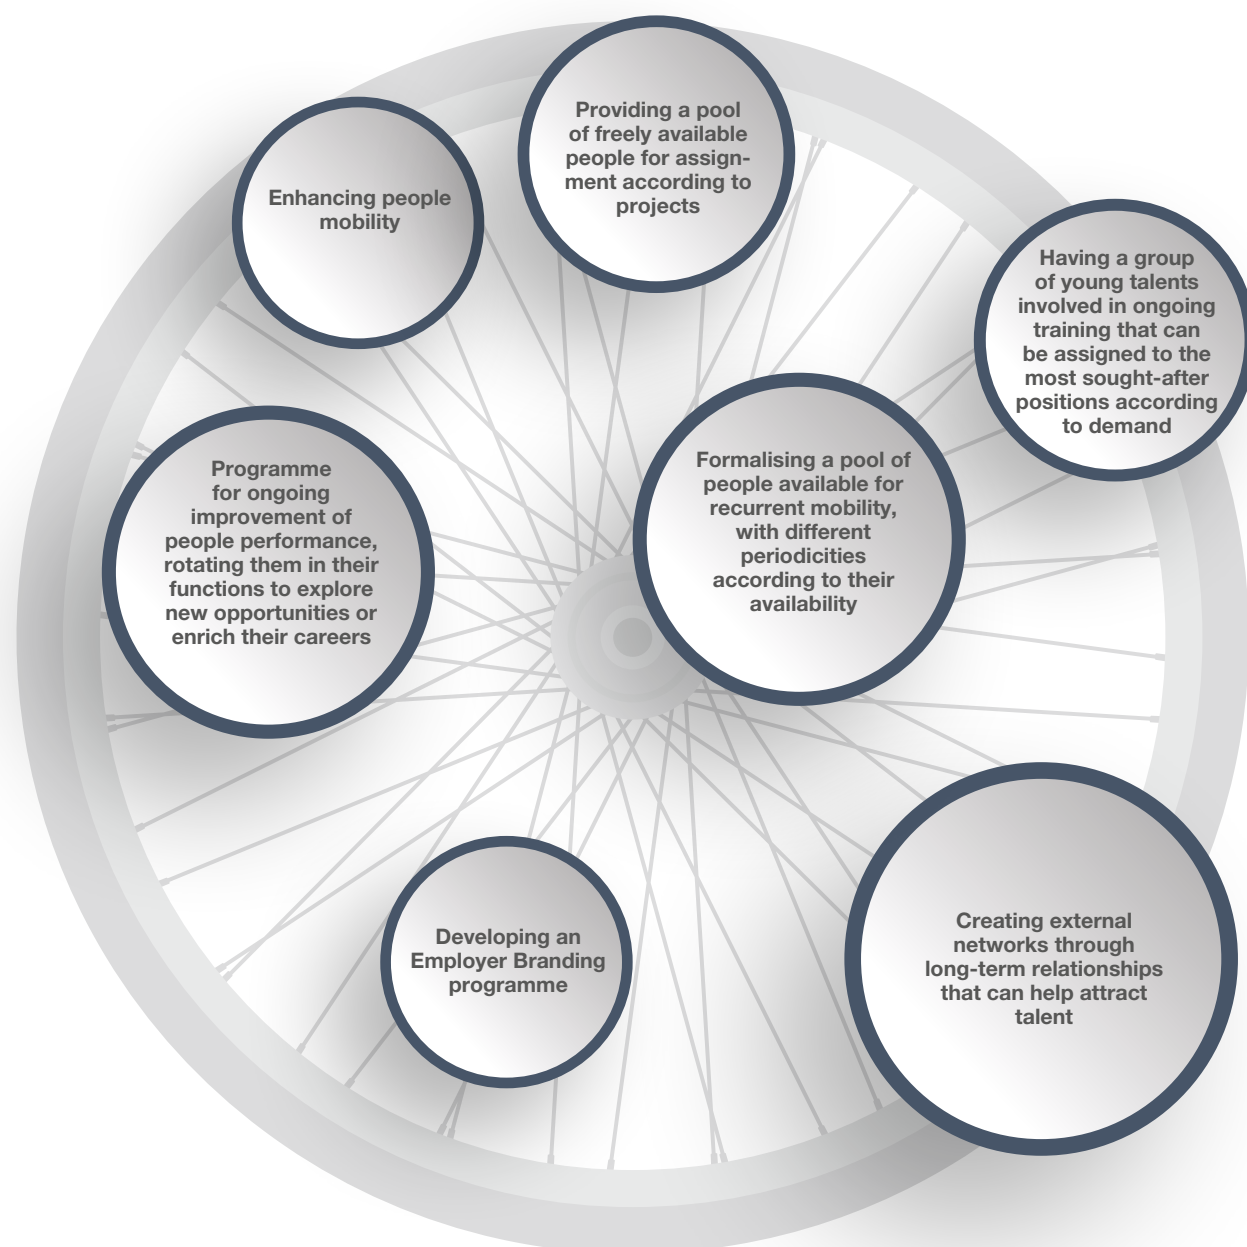 Providing a pool
of freely available
people for assign-
ment according to
projects
Enhancing people
mobility
Having a group
of young talents
involved in ongoing
training that can
be assigned to the
most sought-after
positions according
to demand
Programme
for ongoing
improvement of
people performance,
rotating them in their
functions to explore
new opportunities or
enrich their careers
Formalising a pool of
people available for
recurrent mobility,
with different
periodicities
according to their
availability
Developing an
Employer Branding
programme
Creating external
networks through
long-term relationships
that can help attract
talent